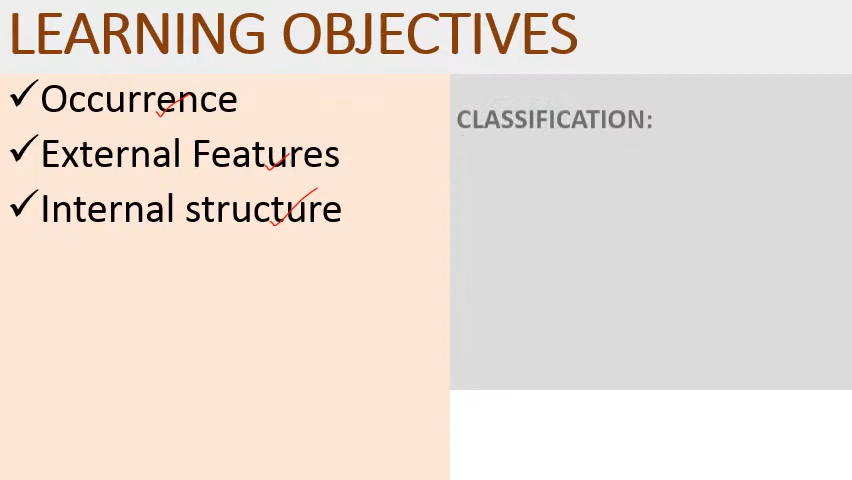 LEARNING OBJECTIVES
✓Occurrence
✓External Features
✓Internal structure
CLASSIFICATION: